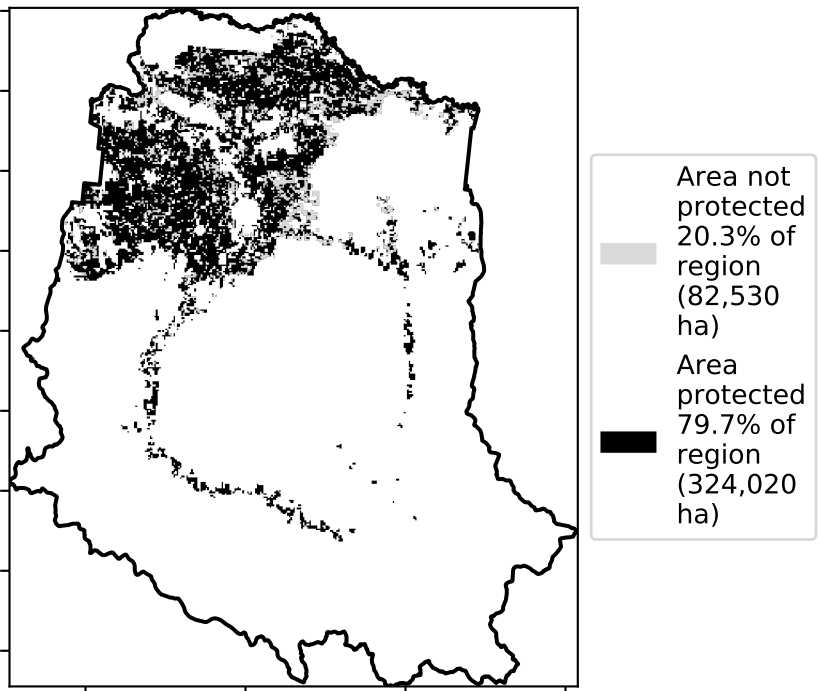 Area not
protected
20.3% of
region
(82,530
ha)
Area
protected
79.7% of
region
(324,020
ha)